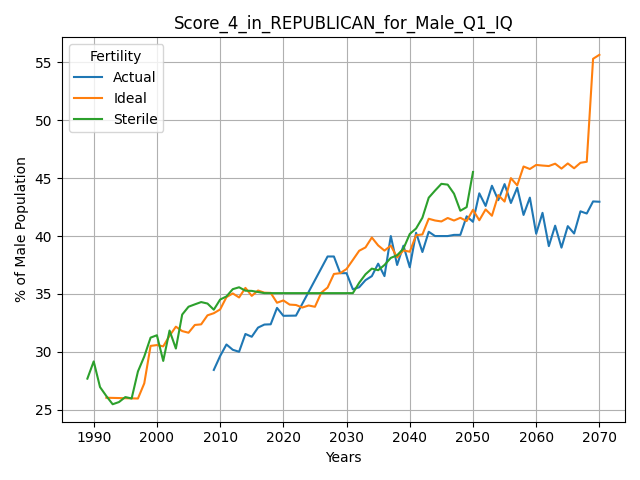 Score_4_in_REPUBLICAN_for_Male_Q1_IQ
Fertility
Actual
Ideal
Sterile
% of Male Population
55
50
45
40
35
30
25
1990 2000 2010 2020 2030 2040 2050 2060 2070
Years